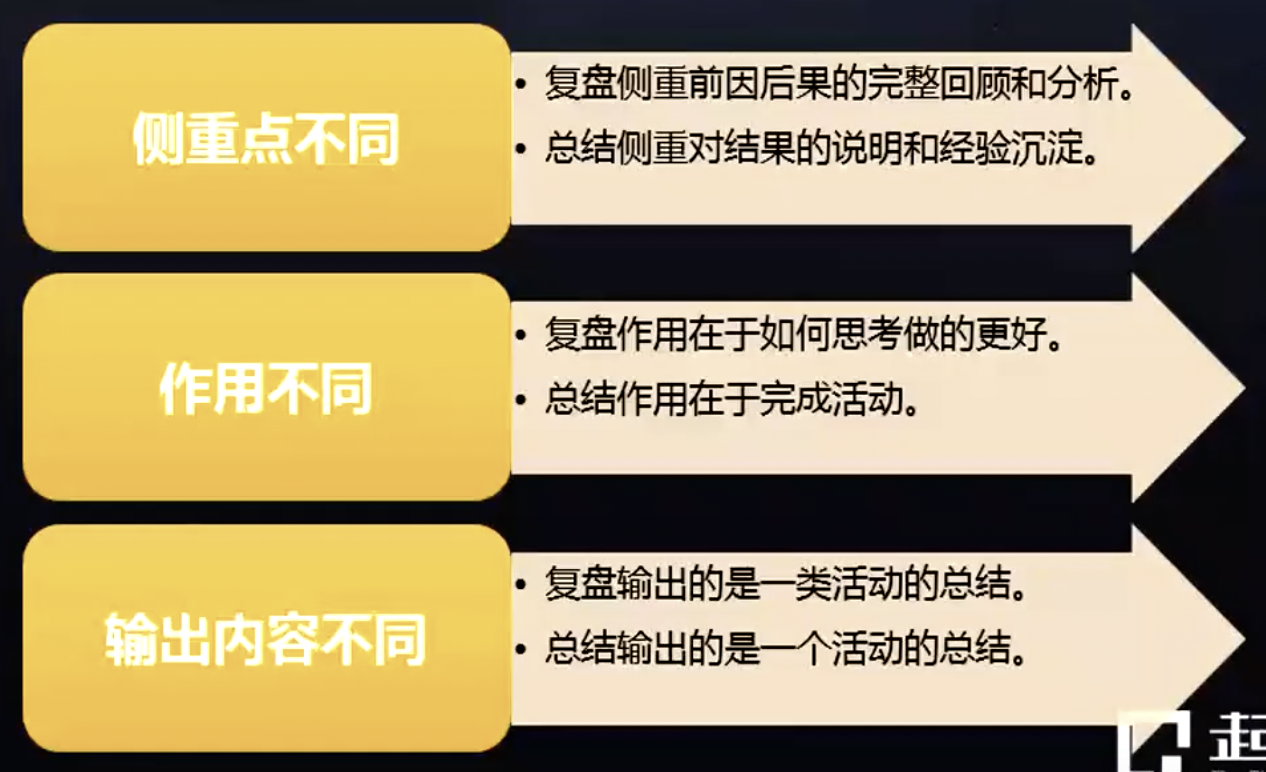 侧重点不同
• 复盘侧重前因后果的完整回顾和分析。
• 总结侧重对结果的说明和经验沉淀。
作用不同
• 复盘作用在于如何思考做的更好。
• 总结作用在于完成活动。
输出内容不同
• 复盘输出的是一类活动的总结。
• 总结输出的是一个活动的总结。